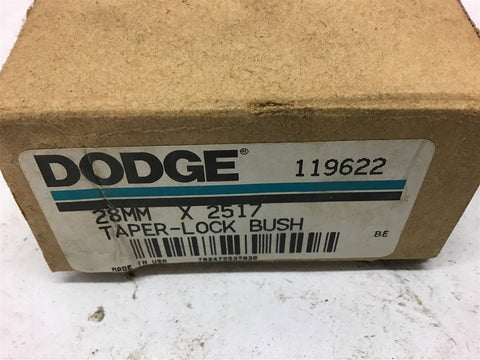 DODGE® 119622
28MM X 2517
TAPER-LOCK BUSH
BE
MADE IN USA